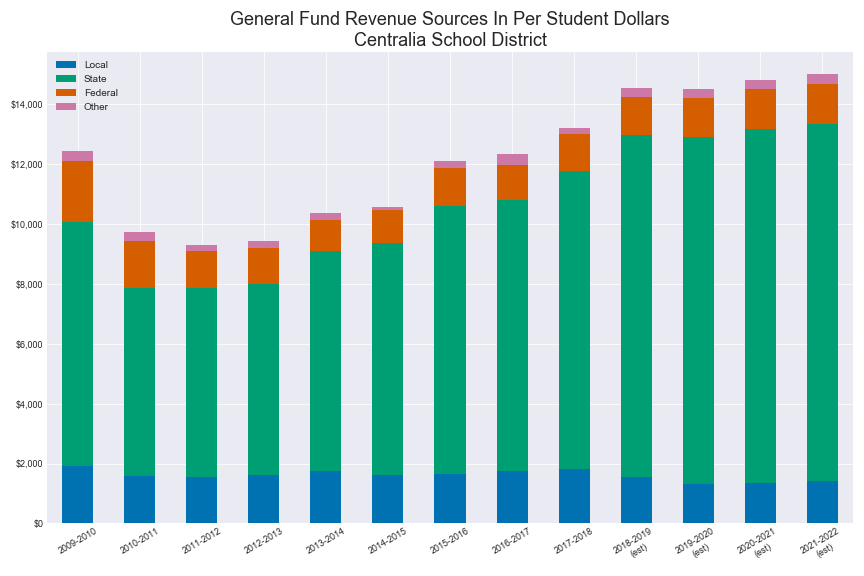 General Fund Revenue Sources In Per Student Dollars
Centralia School District
Local
State
Federal
Other
$14,000
$12,000
$10,000
$8,000
$6,000
$4,000
$2,000
$0
2009-2010
2010-2011
2011-2012
2012-2013
2013-2014
2014-2015
2015-2016
2016-2017
2017-2018
2018-2019
(est)
2019-2020
(est)
2020-2021
(est)
2021-2022
(est)